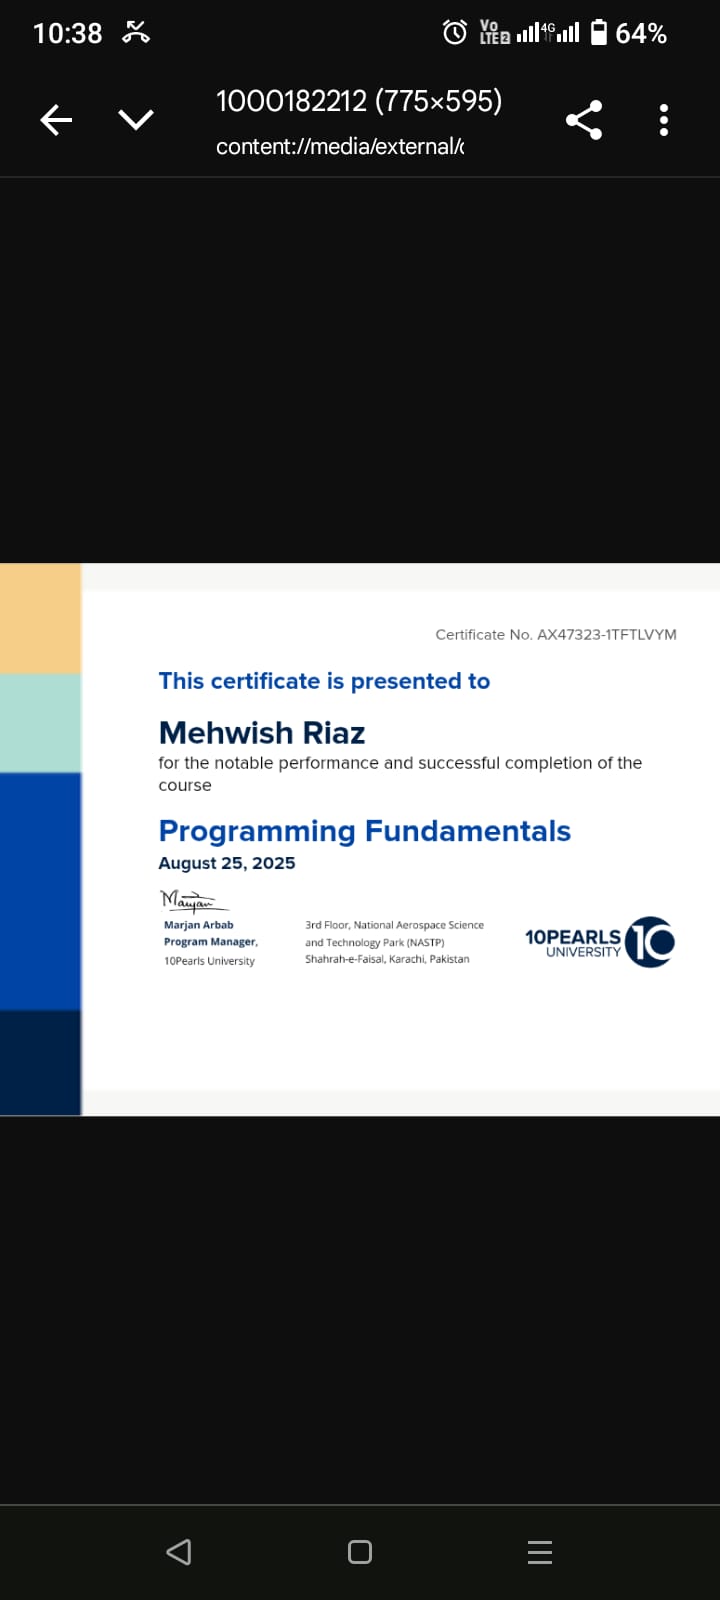 10:38
Vo LTE2 4G 64%
1000182212 (775×595)
content://media/external/
Certificate No. AX47323-1TFTLVYM
This certificate is presented to
Mehwish Riaz
for the notable performance and successful completion of the
course
Programming Fundamentals
August 25, 2025
Marjan
Marjan Arbab
Program Manager,
10Pearls University
3rd Floor, National Aerospace Science
and Technology Park (NASTP)
Shahrah-e-Faisal, Karachi, Pakistan
10PEARLS
UNIVERSITY
10